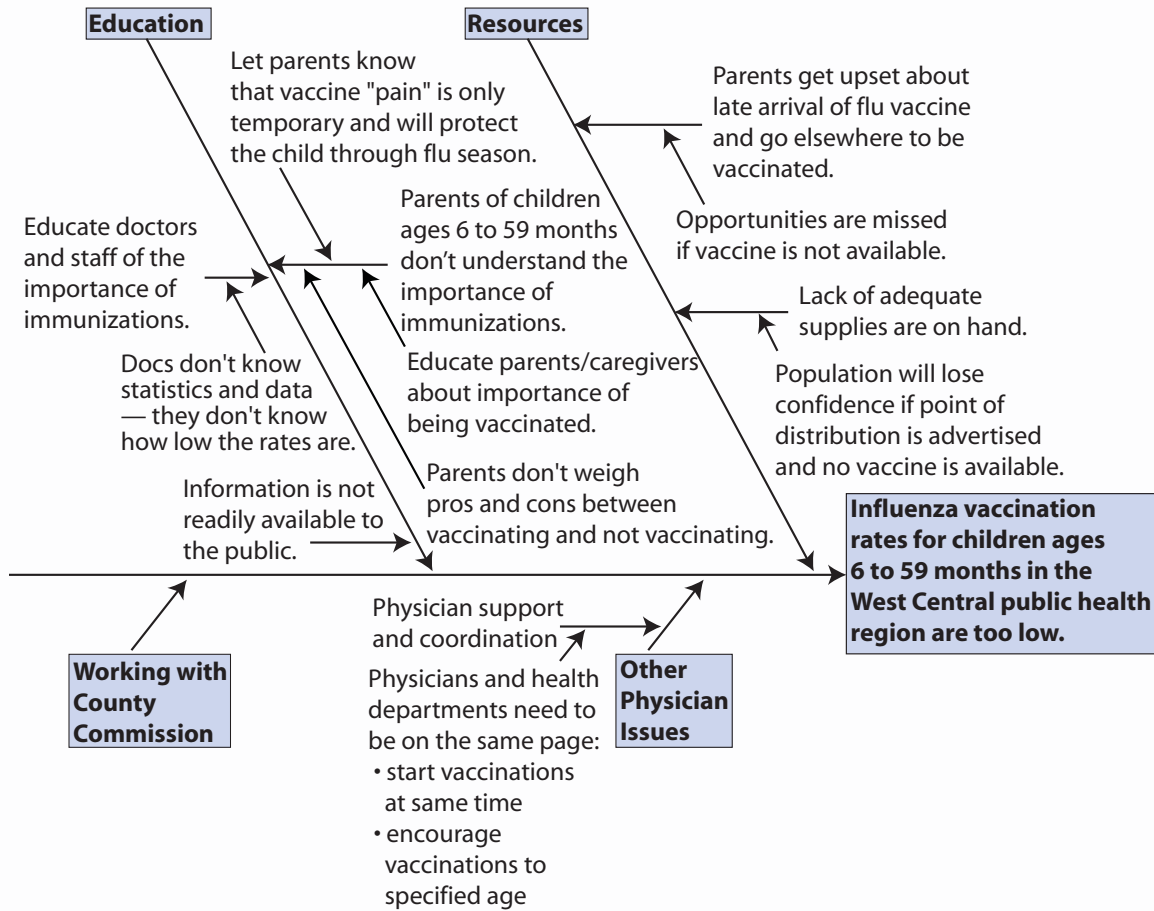 Education
Resources
Let parents know
that vaccine "pain" is only
temporary and will protect
the child through flu season.
Parents get upset about
late arrival of flu vaccine
and go elsewhere to be
vaccinated.
Opportunities are missed
if vaccine is not available.
Educate doctors
and staff of the
importance of
immunizations.
Parents of children
ages 6 to 59 months
don’t understand the
importance of
immunizations.
Lack of adequate
supplies are on hand.
Docs don't know
statistics and data
— they don't know
how low the rates are.
Educate parents/caregivers
about importance of
being vaccinated.
Population will lose
confidence if point of
distribution is advertised
and no vaccine is available.
Information is not
readily available to
the public.
Parents don't weigh
pros and cons between
vaccinating and not vaccinating.
Influenza vaccination
rates for children ages
6 to 59 months in the
West Central public health
region are too low.
Working with
County
Commission
Physician support
and coordination
Physicians and health
departments need to
be on the same page:
• start vaccinations
at same time
• encourage
vaccinations to
specified age
Other
Physician
Issues